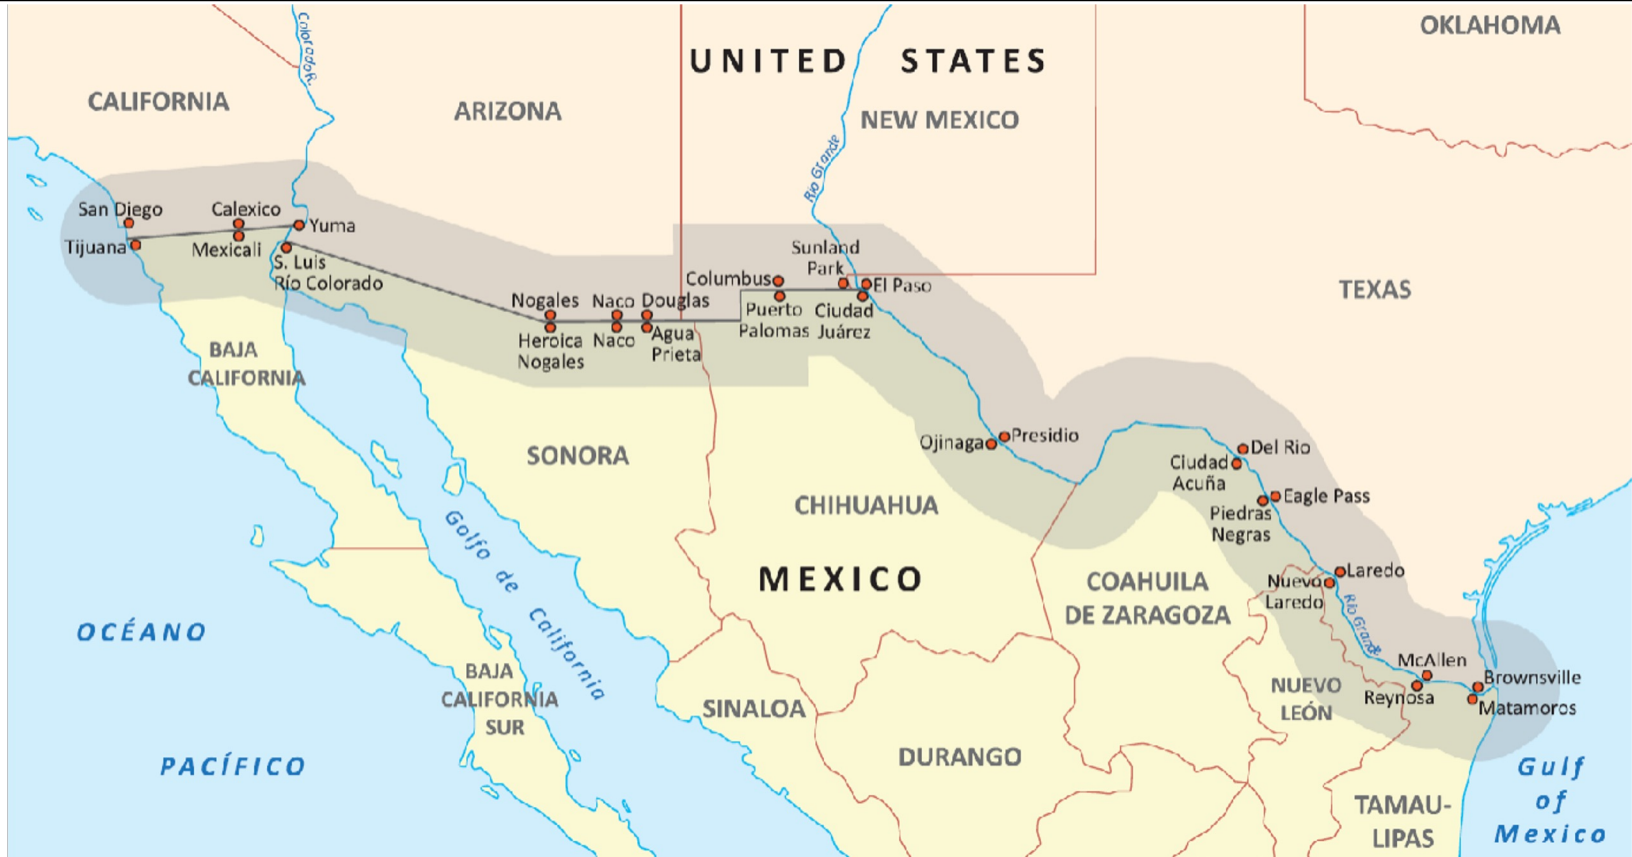 OKLAHOMA
Colorado R.
UNITED STATES
CALIFORNIA
ARIZONA
NEW MEXICO
Rio Grande
San Diego
Calexico
Yuma
Tijuana
Mexicali
S. Luis
Río Colorado
Sunland
Park
Columbus
El Paso
TEXAS
Nogales
Naco
Douglas
Puerto
Palomas
Ciudad
Juárez
Heroica
Nogales
Naco
Agua
Prieta
BAJA
CALIFORNIA
SONORA
Ojinaga
Presidio
Del Rio
Ciudad
Acuña
Eagle Pass
Piedras
Negras
CHIHUAHUA
Golfo de California
MEXICO
COAHUILA
DE ZARAGOZA
Laredo
Nuevo
Laredo
Rio Grande
OCÉANO
PACÍFICO
BAJA
CALIFORNIA
SUR
SINALOA
DURANGO
NUEVO
LEÓN
McAllen
Reynosa
Brownsville
Matamoros
TAMAU-
LIPAS
Gulf
of
Mexico